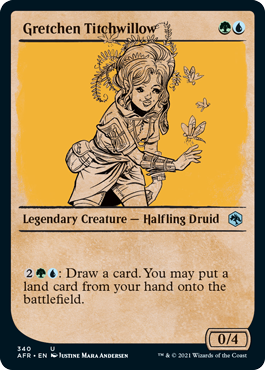 Gretchen Titchwillow
Legendary Creature — Halfling Druid
2: Draw a card. You may put a
land card from your hand onto the
battlefield.
0/4
340 U
AFR • EN JUSTINE MARA ANDERSEN
™ & © 2021 Wizards of the Coast